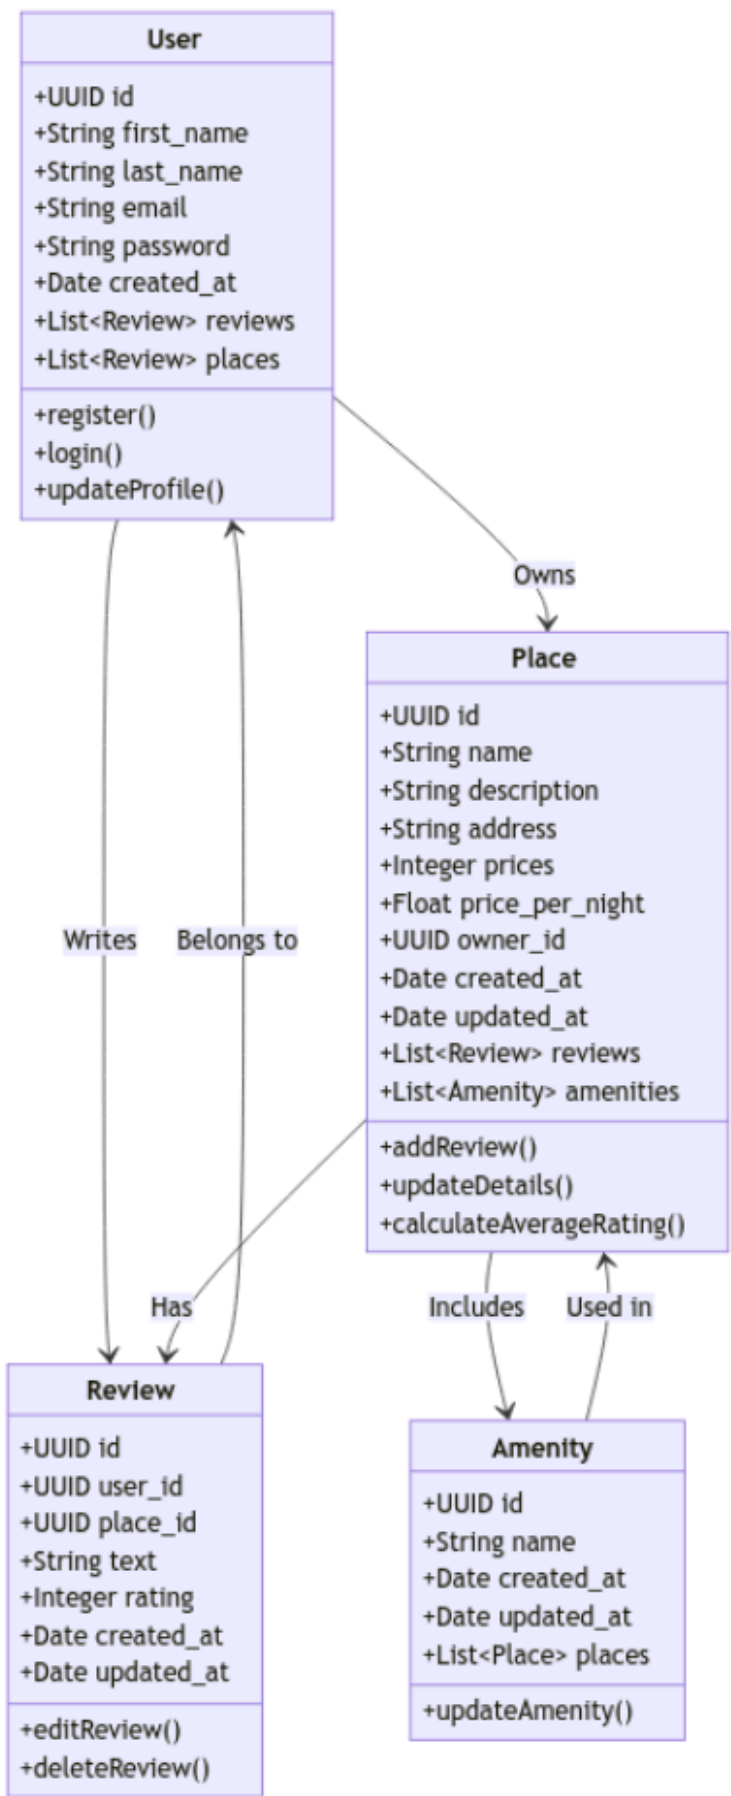 User
+UUID id
+String first_name
+String last_name
+String email
+String password
+Date created_at
+List<Review> reviews
+List<Review> places
+register()
+login()
+updateProfile()
Owns
Place
+UUID id
+String name
+String description
+String address
+Integer prices
+Float price_per_night
+UUID owner_id
+Date created_at
+Date updated_at
+List<Review> reviews
+List<Amenity> amenities
+addReview()
+updateDetails()
+calculateAverageRating()
Writes
Belongs to
Has
Includes
Used in
Review
+UUID id
+UUID user_id
+UUID place_id
+String text
+Integer rating
+Date created_at
+Date updated_at
+editReview()
+deleteReview()
Amenity
+UUID id
+String name
+Date created_at
+Date updated_at
+List<Place> places
+updateAmenity()